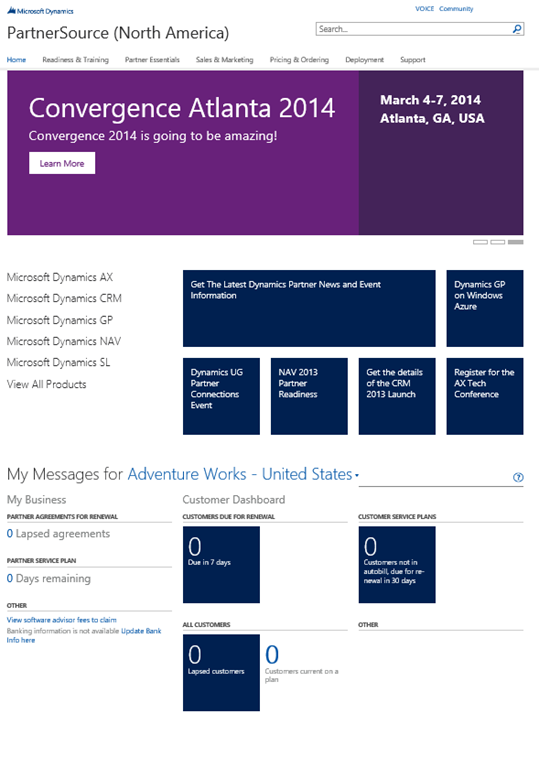 Microsoft Dynamics
VOICE Community
PartnerSource (North America)
Search...
Home Readiness & Training Partner Essentials Sales & Marketing Pricing & Ordering Deployment Support
Convergence Atlanta 2014
Convergence 2014 is going to be amazing!
Learn More
March 4-7, 2014
Atlanta, GA, USA
Microsoft Dynamics AX
Microsoft Dynamics CRM
Microsoft Dynamics GP
Microsoft Dynamics NAV
Microsoft Dynamics SL
View All Products
Get The Latest Dynamics Partner News and Event
Information
Dynamics GP
on Windows
Azure
Dynamics UG
Partner
Connections
Event
NAV 2013
Partner
Readiness
Get the details
of the CRM
2013 Launch
Register for the
AX Tech
Conference
My Messages for Adventure Works - United States
?
My Business
PARTNER AGREEMENTS FOR RENEWAL
0 Lapsed agreements
PARTNER SERVICE PLAN
0 Days remaining
OTHER
View software advisor fees to claim
Banking information is not available Update Bank
Info here
Customer Dashboard
CUSTOMERS DUE FOR RENEWAL
0
Due in 7 days
CUSTOMER SERVICE PLANS
0
Customers not in
autobill, due for re-
newal in 30 days
ALL CUSTOMERS
0
Lapsed customers
0
Customers current on a
plan
OTHER